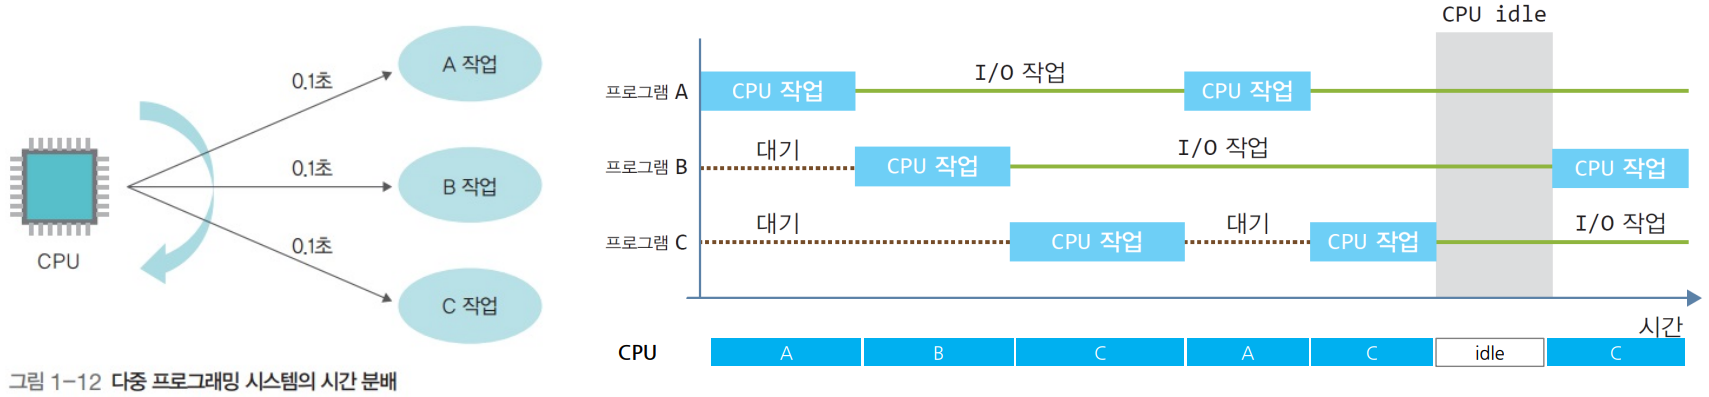 CPU
0.1초
0.1초
0.1초
A 작업
B 작업
C 작업
그림 1-12 다중 프로그래밍 시스템의 시간 분배
CPU idle
프로그램 A
CPU 작업
I/O 작업
CPU 작업
프로그램 B
대기
CPU 작업
I/O 작업
CPU 작업
프로그램 C
대기
CPU 작업
대기
CPU 작업
I/O 작업
시간
CPU
A
B
C
A
C
idle
C